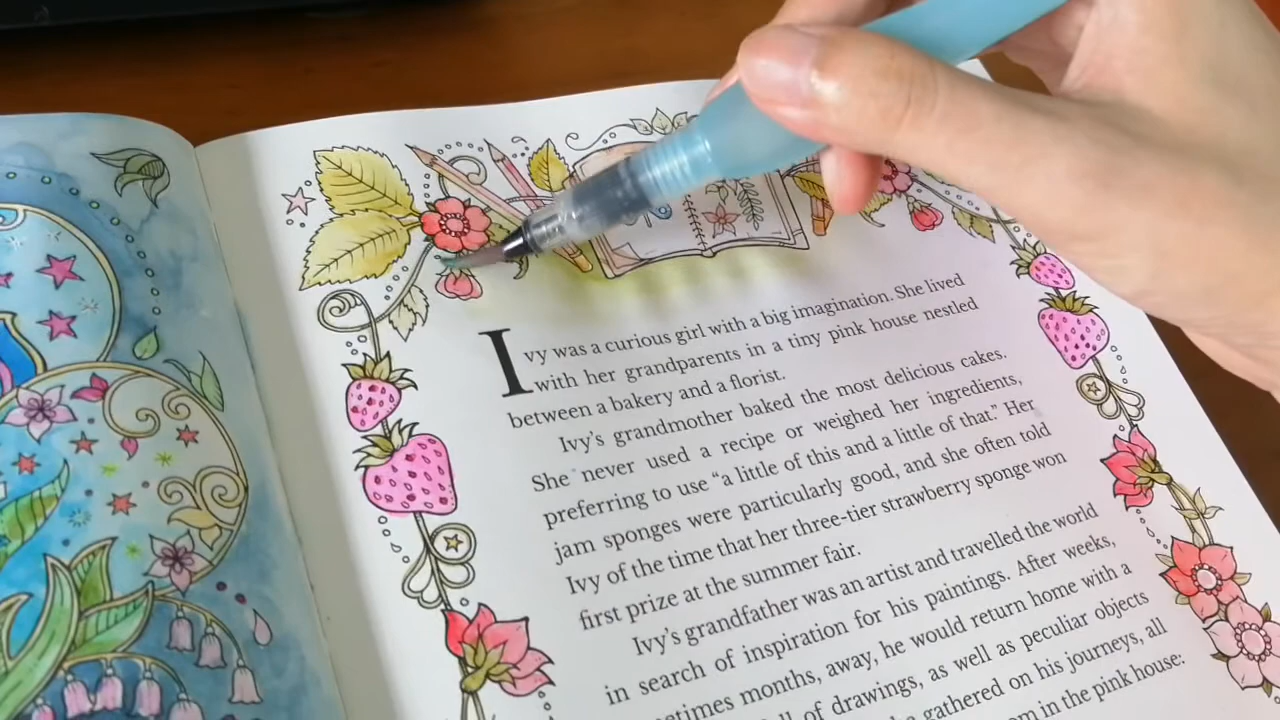 Ivy was a curious girl with a big imagination. She lived
with her grandparents in a tiny pink house nestled
between a bakery and a florist.
Ivy's grandmother baked the most delicious cakes.
She never used a recipe or weighed her ingredients,
preferring to use “a little of this and a little of that.” Her
jam sponges were particularly good, and she often told
Ivy of the time that her three-tier strawberry sponge won
first prize at the summer fair.
Ivy's grandfather was an artist and travelled the world
in search of inspiration for his paintings. After weeks,
months, away, he would return home with a
of drawings, as well as peculiar objects
gathered on his journeys, all
in the pink house: